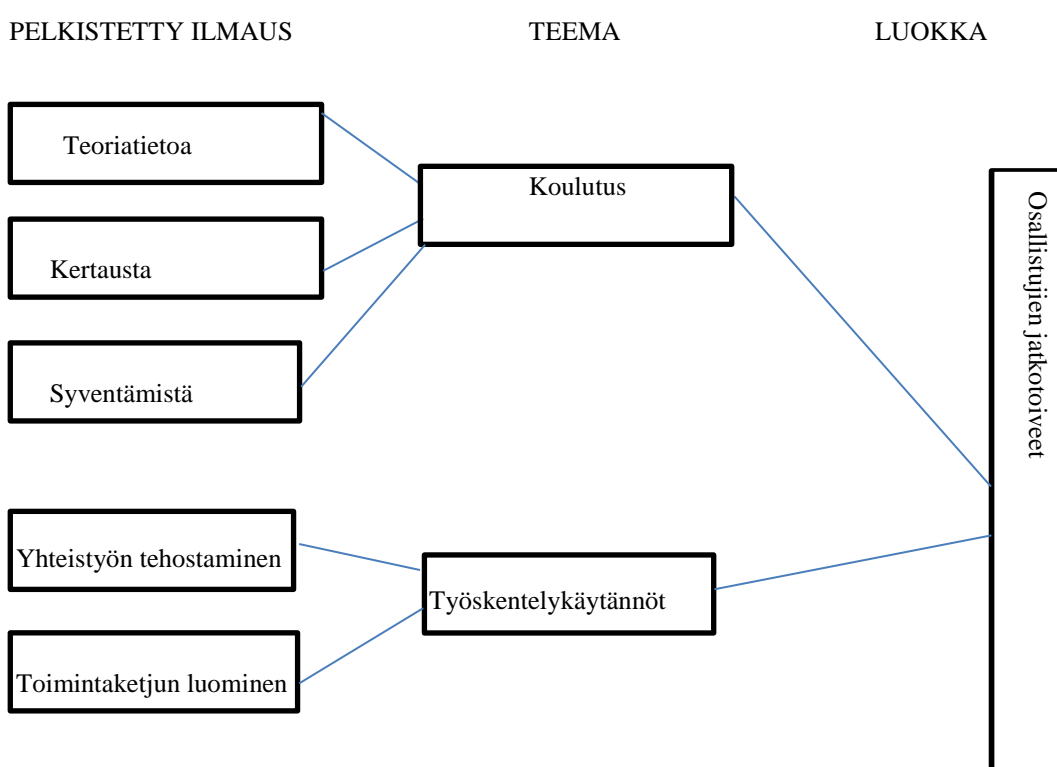 PELKISTETTY ILMAUS TEEMA LUOKKA
Teoriatietoa
Koulutus
Kertausta
Syventämistä
Osallistujien jatkotoiveet
Yhteistyön tehostaminen
Työskentelykäytännöt
Toimintaketjun luominen